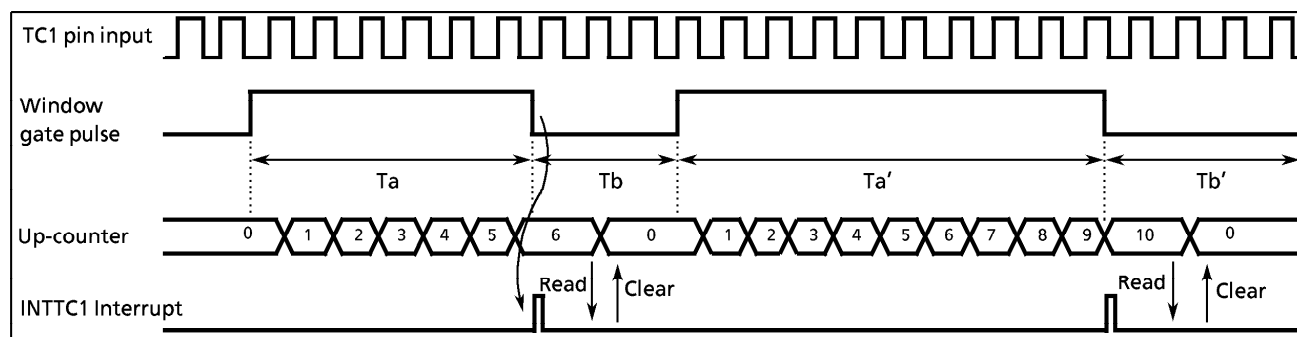 TC1 pin input
Window
gate pulse
Ta Tb Ta′ Tb′
Up-counter 0 1 2 3 4 5 6 0 1 2 3 4 5 6 7 8 9 10 0
Read Clear Read Clear
INTTC1 Interrupt